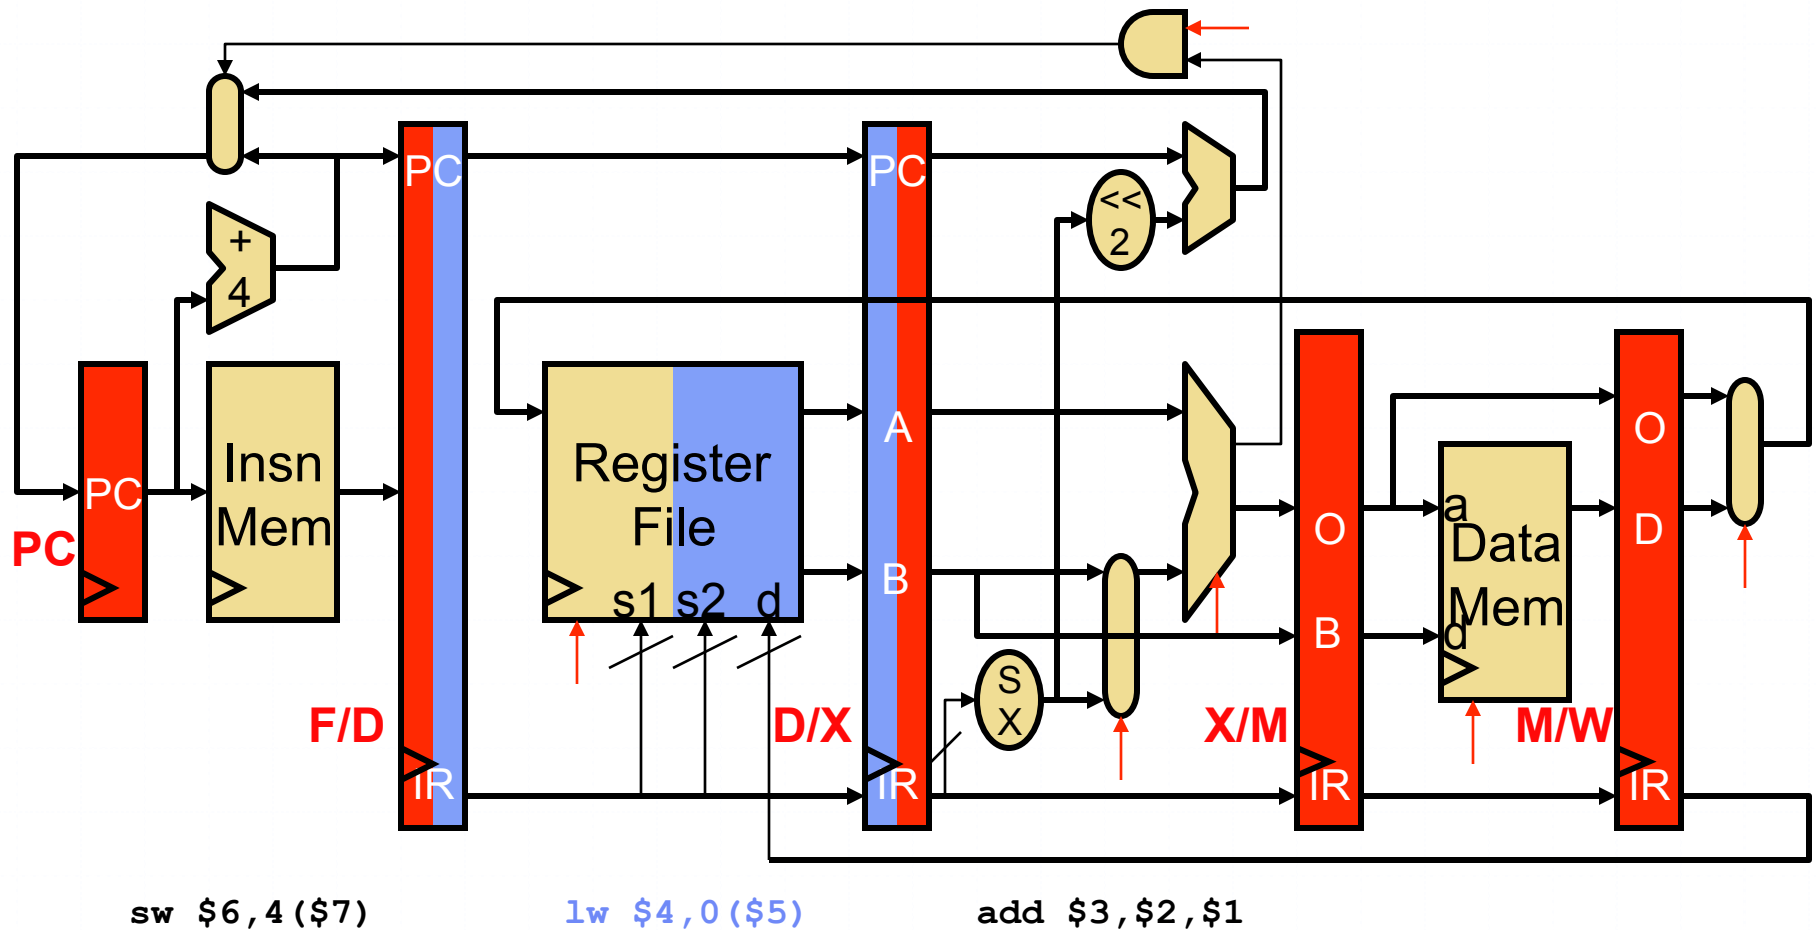 +
4
<<
2
PC
PC
PC
Insn
Mem
PC
Register
File
s1 s2 d
A
B
S
X
O
B
a
Data
Mem
d
O
D
F/D
D/X
X/M
M/W
IR
IR
IR
IR
sw $6,4($7)
lw $4,0($5)
add $3,$2,$1